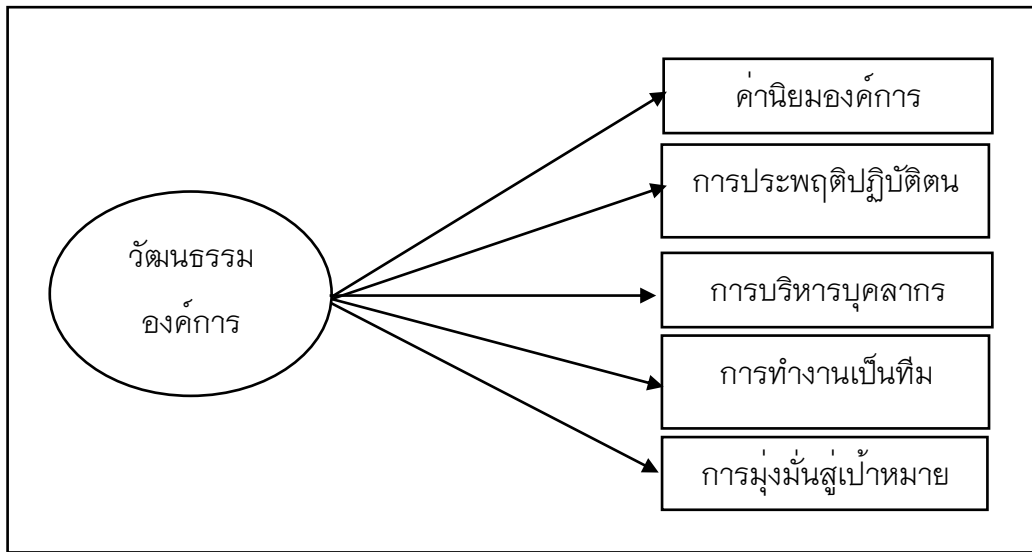 วัฒนธรรม
องค์การ
ค่านิยมองค์การ
การประพฤติปฏิบัติตน
การบริหารบุคลากร
การทำงานเป็นทีม
การมุ่งมั่นสู่เป้าหมาย